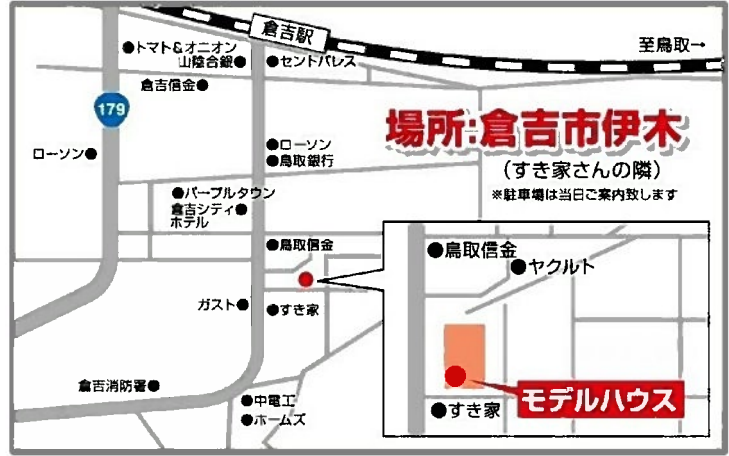 倉吉駅
至鳥取→
●トマト&オニオン
山陰合銀●
●セントパレス
倉吉信金●
179
場所:倉吉市伊木
(すき家さんの隣)
※駐車場は当日ご案内致します
ローソン●
●ローソン
●鳥取銀行
●パープルタウン
倉吉シティ●
ホテル
●鳥取信金
ガスト●
●すき家
倉吉消防署●
●中電工
●ホームズ
●鳥取信金
●ヤクルト
モデルハウス
●すき家